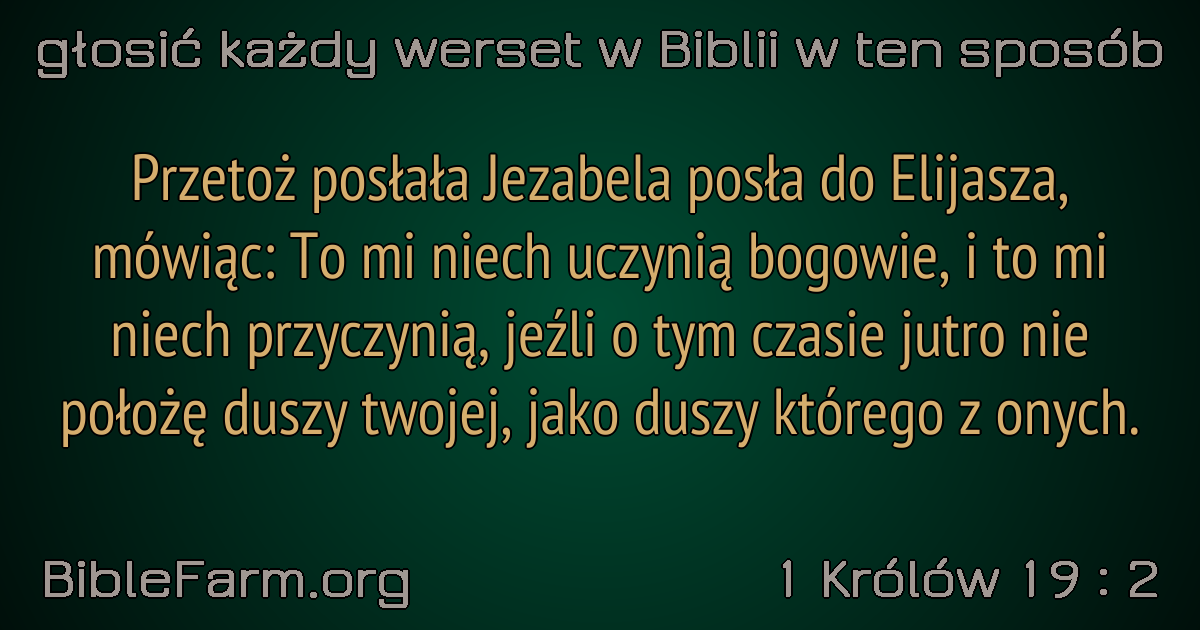 głosić każdy werset w Biblii w ten sposób
Przetoż posłała Jezabela posła do Elijasza,
mówiąc: To mi niech uczynią bogowie, i to mi
niech przyczynią, jeźli o tym czasie jutro nie
położę duszy twojej, jako duszy którego z onych.
BibleFarm.org
1 Królów 19 : 2